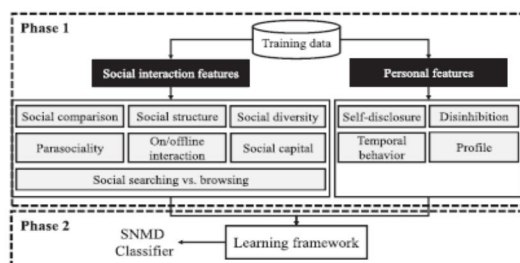 Phase 1
Training data
Social interaction features
Personal features
Social comparison
Social structure
Social diversity
Self-disclosure
Disinhibition
Parasociality
On/offline
interaction
Social capital
Temporal
behavior
Profile
Social searching vs. browsing
Phase 2
SNMD
Classifier
Learning framework